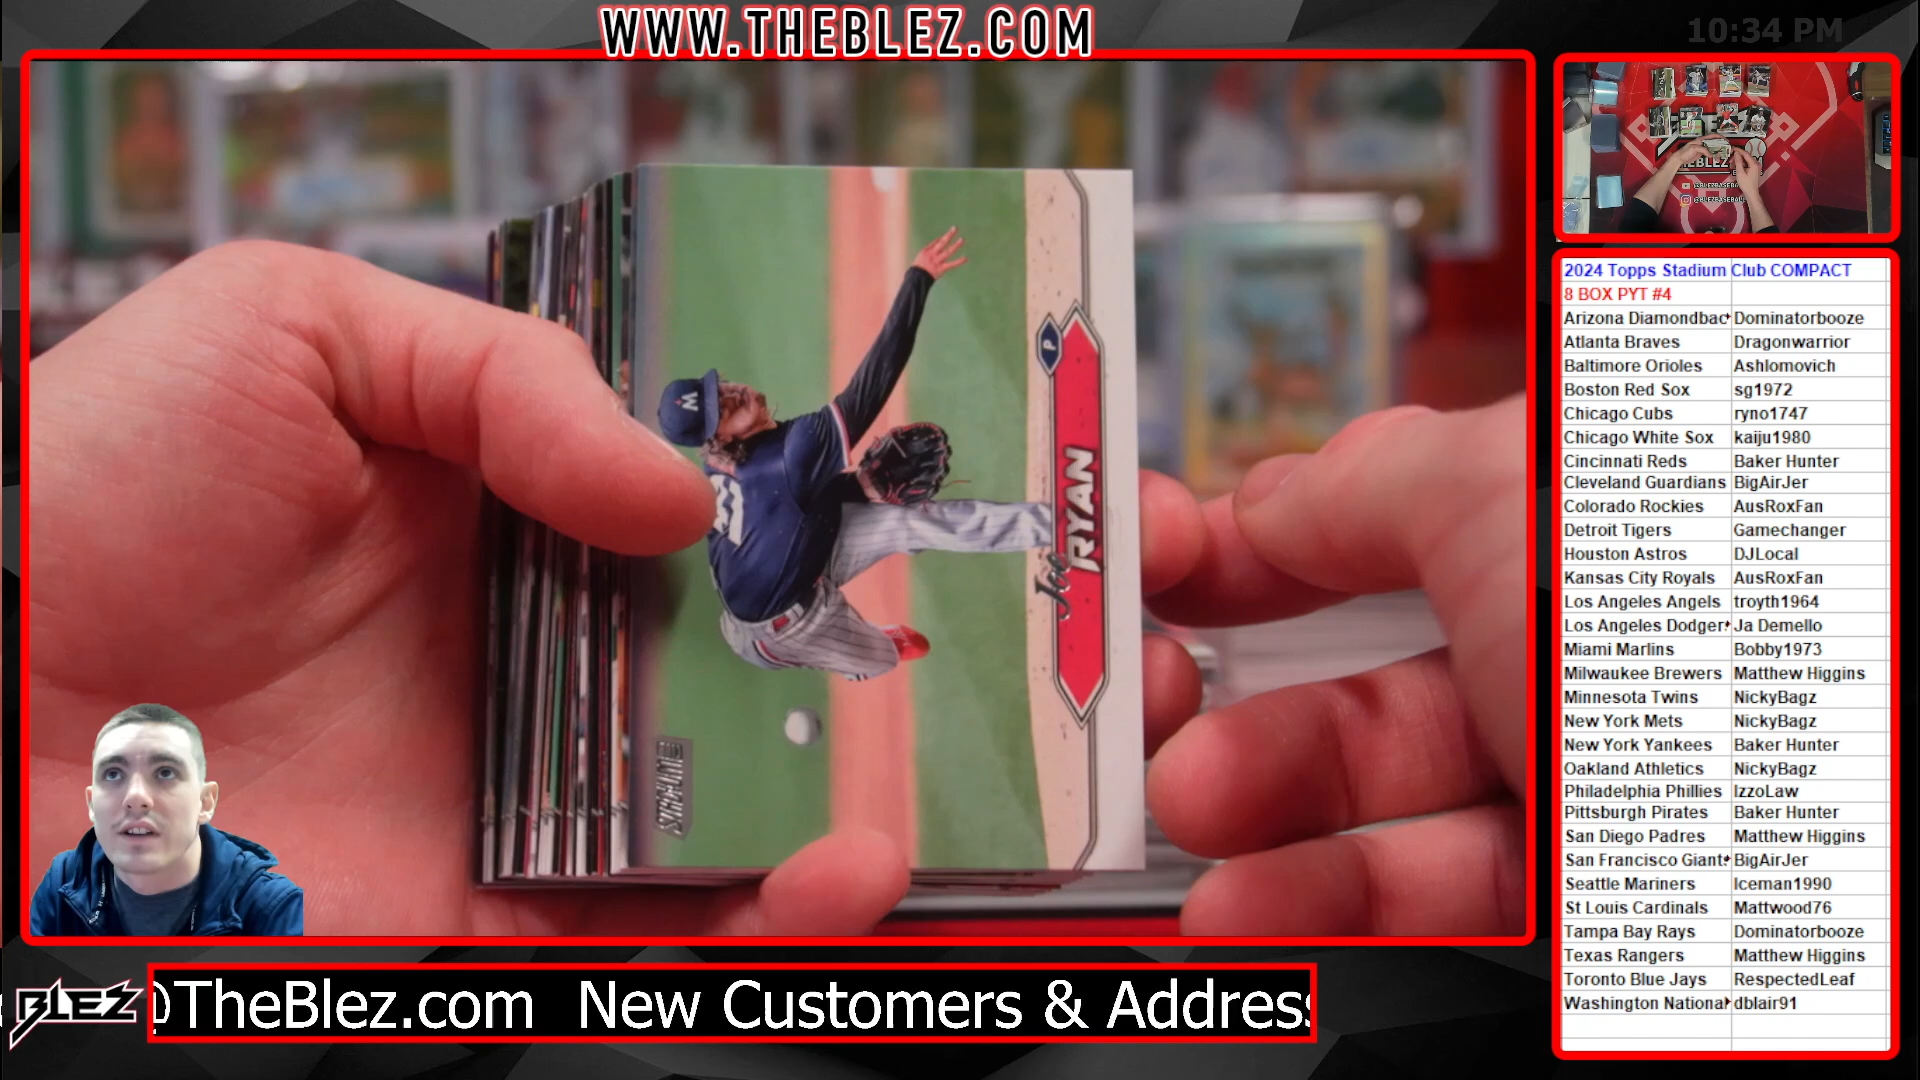 WWW.THEBLEZ.COM
10:34 PM
2024 Topps Stadium Club COMPACT
8 BOX PYT #4
Arizona Diamondbac Dominatorbooze
Atlanta Braves Dragonwarrior
Baltimore Orioles Ashlomovich
Boston Red Sox sg1972
Chicago Cubs ryno1747
Chicago White Sox kaiju1980
Cincinnati Reds Baker Hunter
Cleveland Guardians BigAirJer
Colorado Rockies AusRoxFan
Detroit Tigers Gamechanger
Houston Astros DJLocal
Kansas City Royals AusRoxFan
Los Angeles Angels troyth1964
Los Angeles Dodger Ja Demello
Miami Marlins Bobby1973
Milwaukee Brewers Matthew Higgins
Minnesota Twins NickyBagz
New York Mets NickyBagz
New York Yankees Baker Hunter
Oakland Athletics NickyBagz
Philadelphia Phillies IzzoLaw
Pittsburgh Pirates Baker Hunter
San Diego Padres Matthew Higgins
San Francisco Giant BigAirJer
Seattle Mariners Iceman1990
St Louis Cardinals Mattwood76
Tampa Bay Rays Dominatorbooze
Texas Rangers Matthew Higgins
Toronto Blue Jays RespectedLeaf
Washington Nationa dblair91
P
Joe RYAN
M
STADIUM
BLEZ
@TheBlez.com New Customers & Address